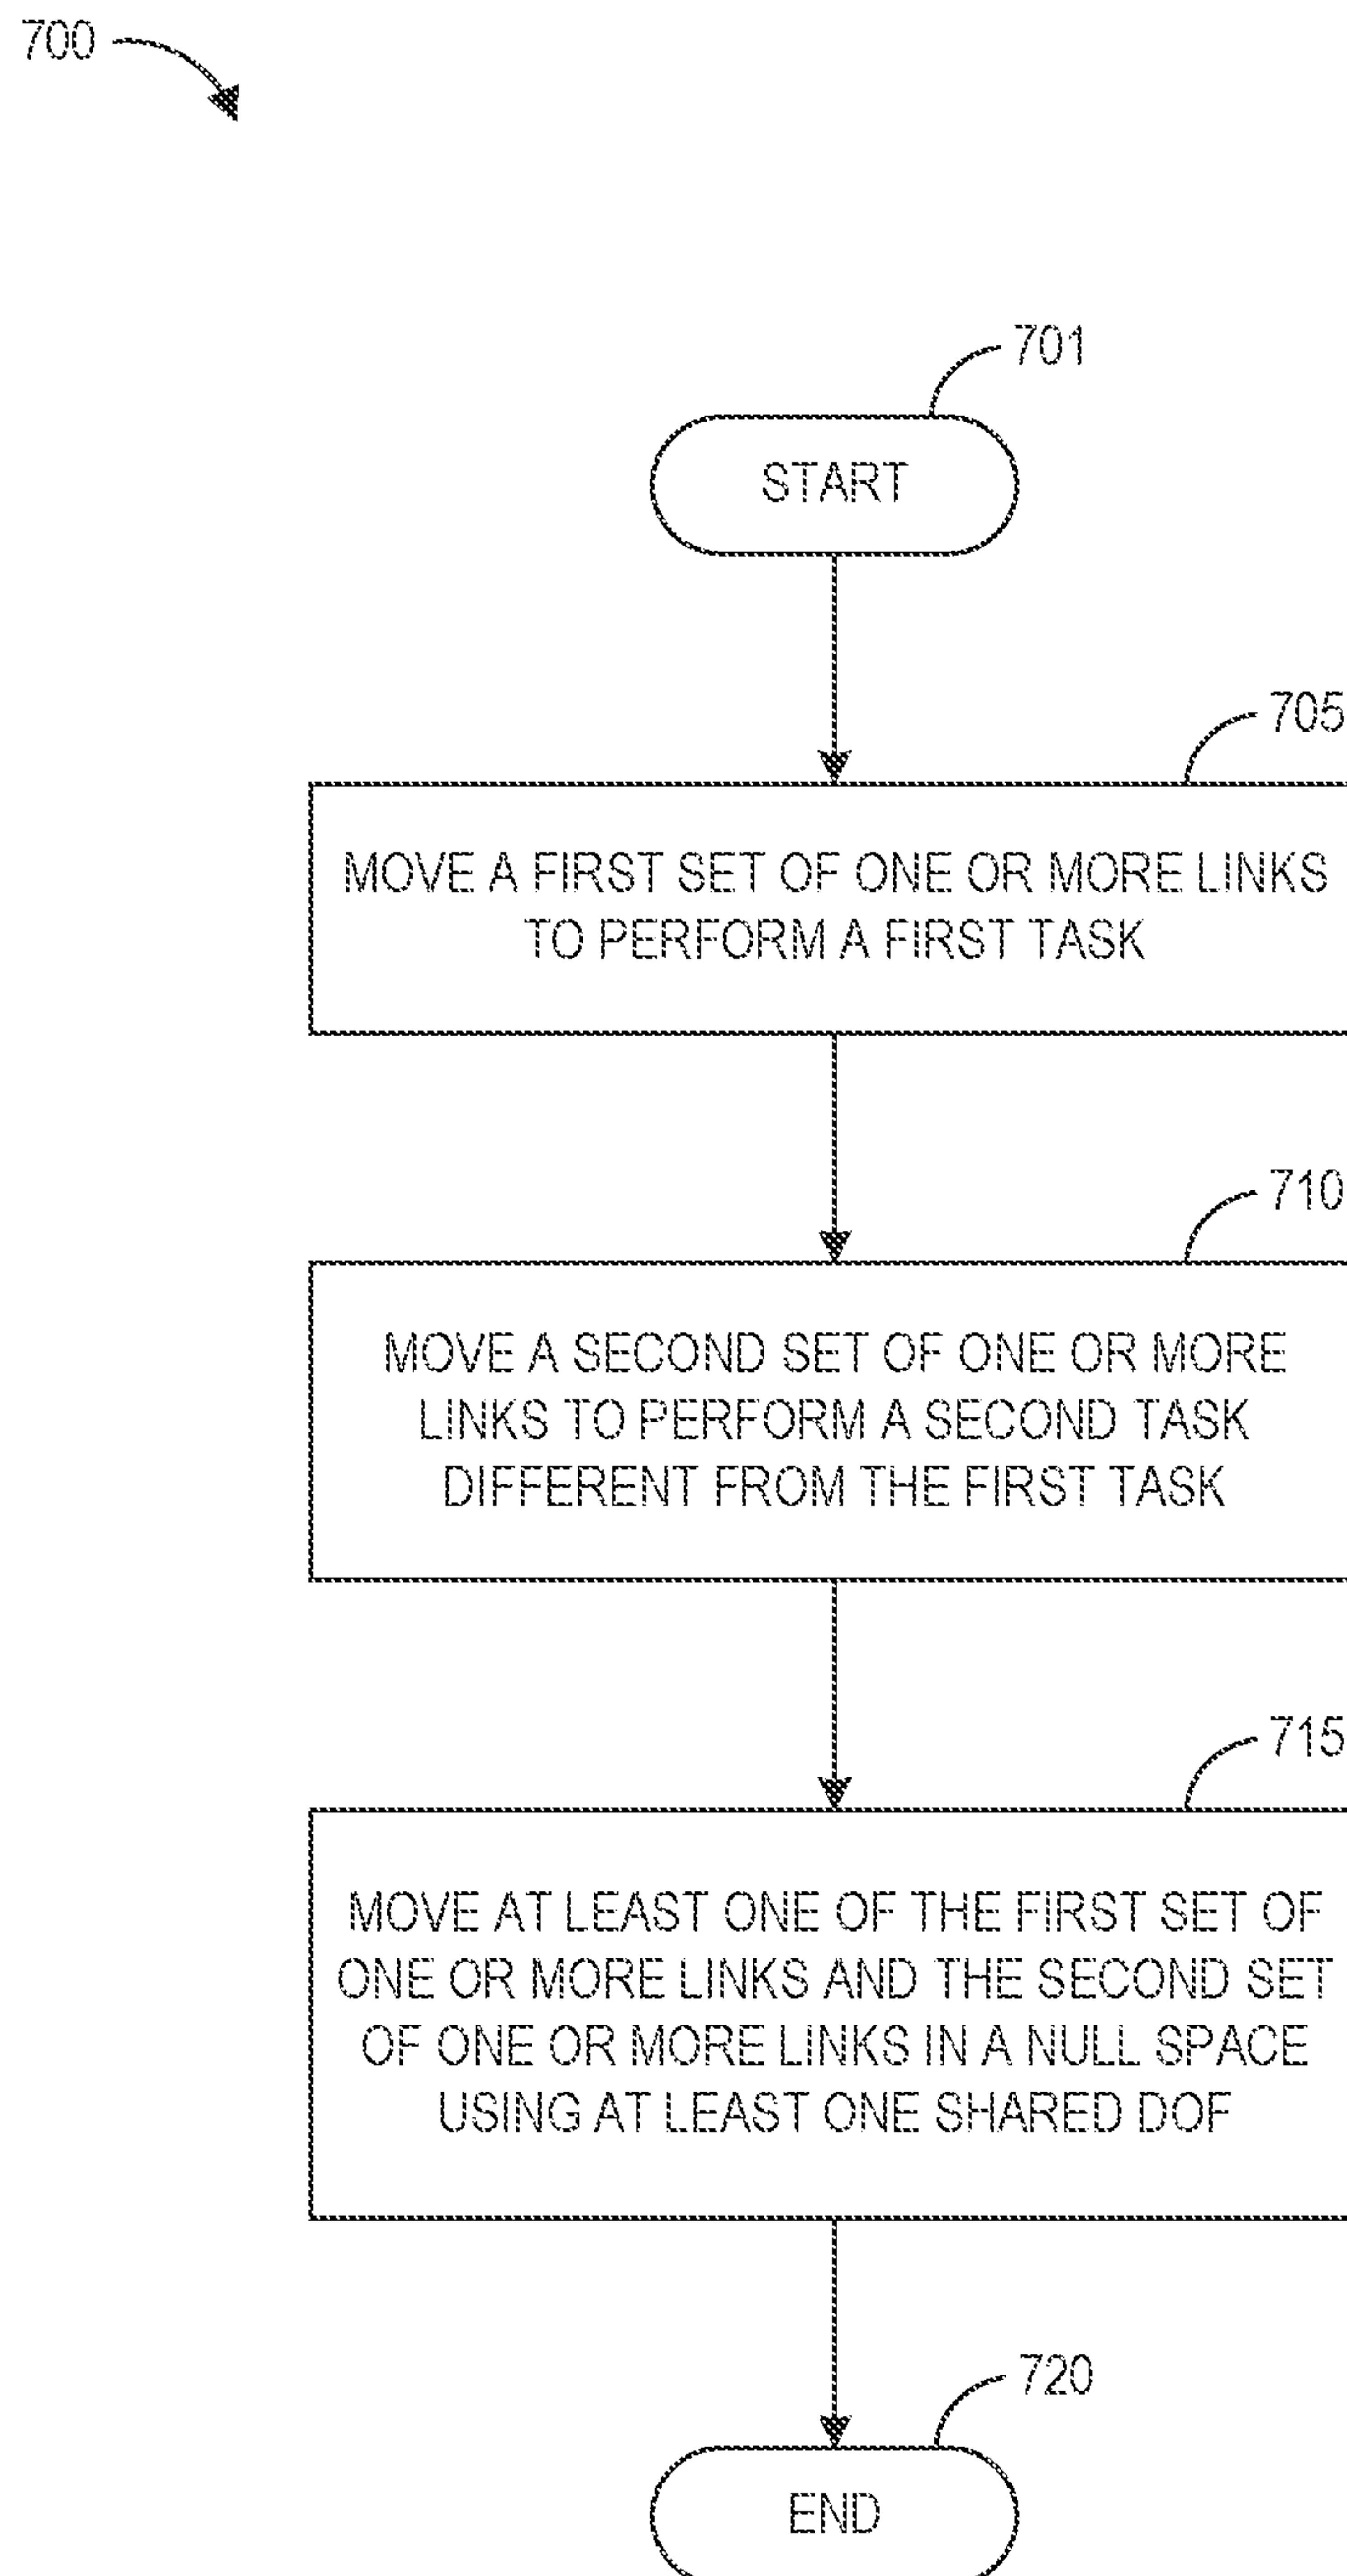 700
701
START
705
MOVE A FIRST SET OF ONE OR MORE LINKS
TO PERFORM A FIRST TASK
710
MOVE A SECOND SET OF ONE OR MORE
LINKS TO PERFORM A SECOND TASK
DIFFERENT FROM THE FIRST TASK
715
MOVE AT LEAST ONE OF THE FIRST SET OF
ONE OR MORE LINKS AND THE SECOND SET
OF ONE OR MORE LINKS IN A NULL SPACE
USING AT LEAST ONE SHARED DOF
720
END